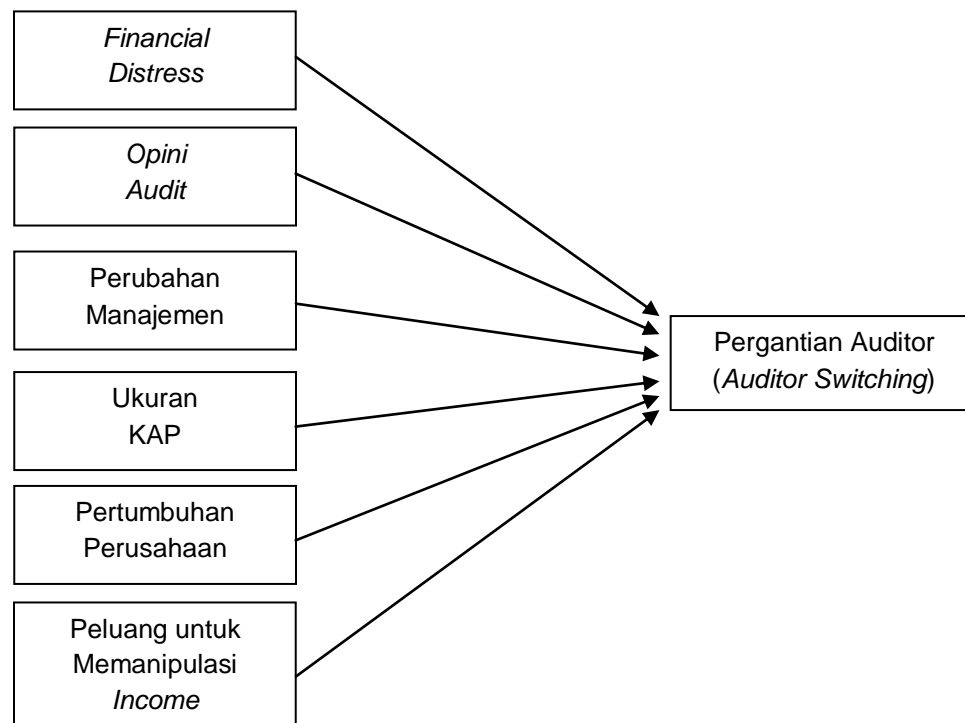 Financial
Distress
Opini
Audit
Perubahan
Manajemen
Ukuran
KAP
Pertumbuhan
Perusahaan
Peluang untuk
Memanipulasi
Income
Pergantian Auditor
(Auditor Switching)